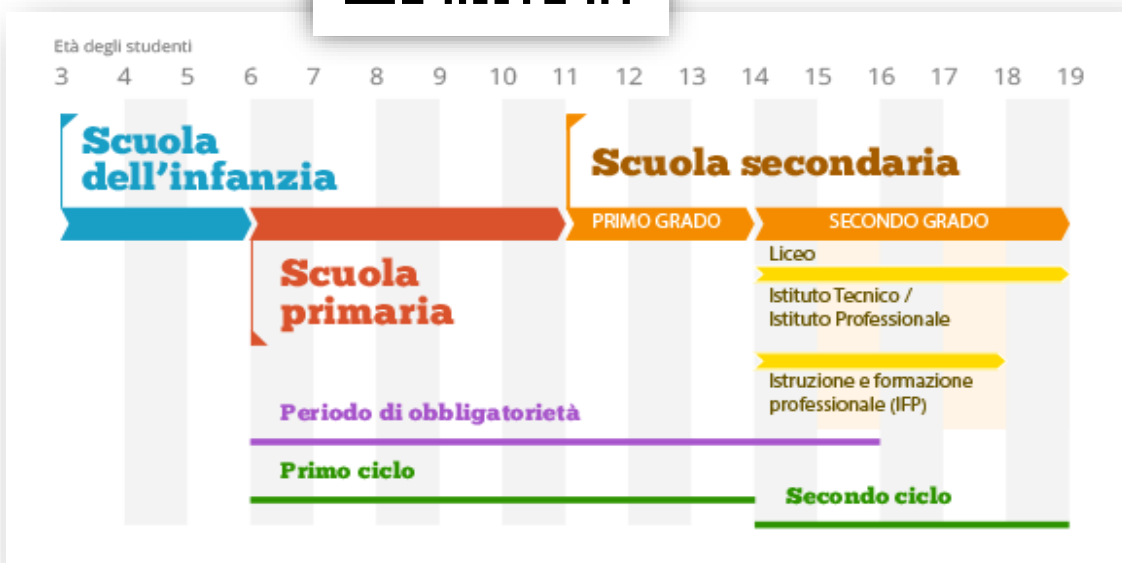 Età degli studenti
3 4 5 6 7 8 9 10 11 12 13 14 15 16 17 18 19
Scuola
dell'infanzia
Scuola secondaria
PRIMO GRADO
SECONDO GRADO
Scuola
primaria
Liceo
Istituto Tecnico /
Istituto Professionale
Istruzione e formazione
professionale (IFP)
Periodo di obbligatorietà
Primo ciclo
Secondo ciclo